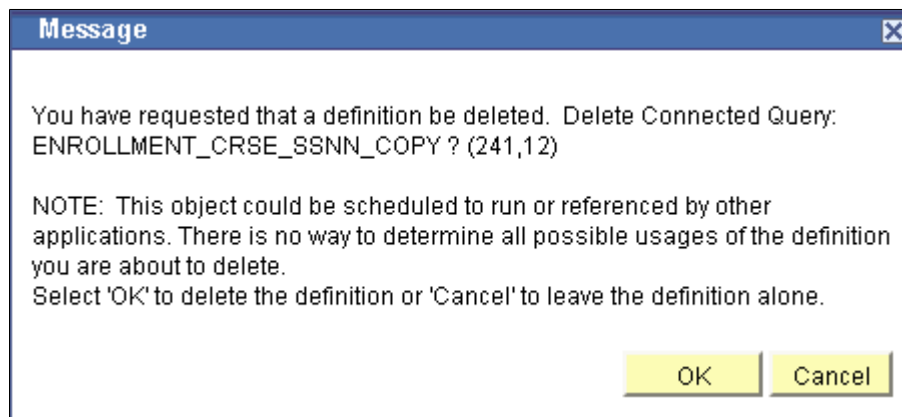 Message
You have requested that a definition be deleted.  Delete Connected Query:
ENROLLMENT_CRSE_SSNN_COPY ? (241,12)
NOTE:  This object could be scheduled to run or referenced by other
applications. There is no way to determine all possible usages of the definition
you are about to delete.
Select 'OK' to delete the definition or 'Cancel' to leave the definition alone.
OK Cancel